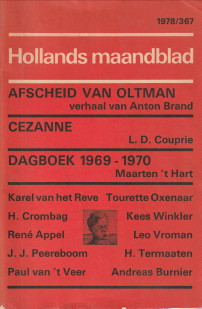 1978/367
Hollands maandblad
AFSCHEID VAN OLTMAN
verhaal van Anton Brand
CEZANNE
L. D. Couprie
DAGBOEK 1969-1970
Maarten 't Hart
Karel van het Reve Tourette Oxenaar
H. Crombag Kees Winkler
René Appel Leo Vroman
J. J. Peereboom H. Termaaten
Paul van 't Veer Andreas Burnier